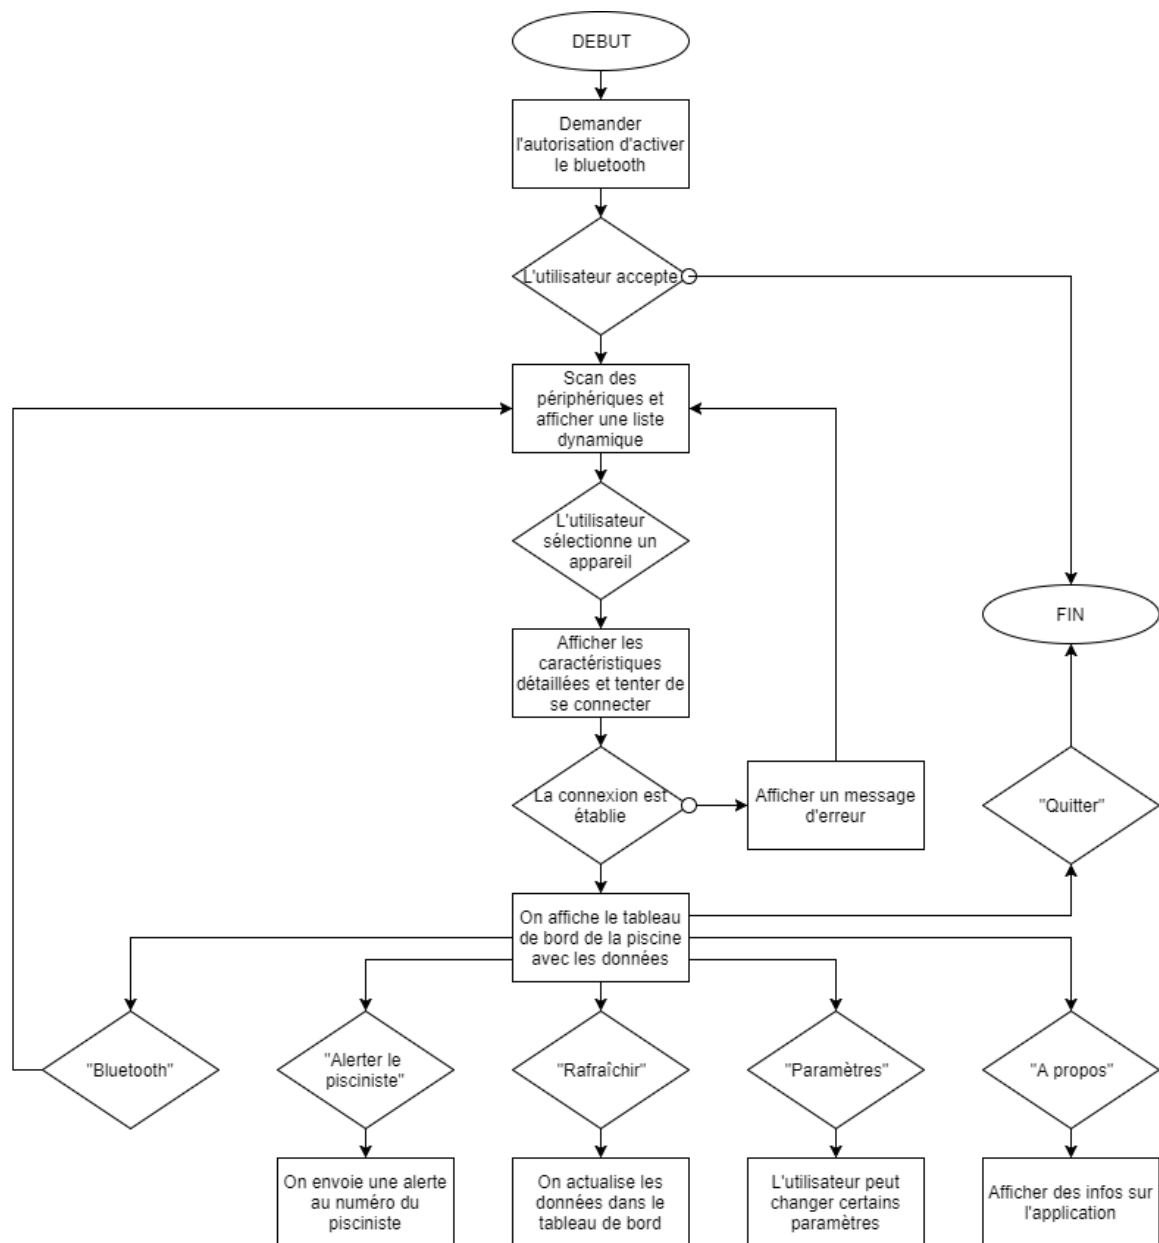 DEBUT
Demander
l'autorisation d'activer
le bluetooth
L'utilisateur accepte
Scan des
périphériques et
afficher une liste
dynamique
L'utilisateur
sélectionne un
appareil
FIN
Afficher les
caractéristiques
détaillées et tenter de
se connecter
La connexion est
établie
Afficher un message
d'erreur
"Quitter"
On affiche le tableau
de bord de la piscine
avec les données
"Bluetooth"
"Alerter le
pisciniste"
"Rafraîchir"
"Paramètres"
"A propos"
On envoie une alerte
au numéro du
pisciniste
On actualise les
données dans le
tableau de bord
L'utilisateur peut
changer certains
paramètres
Afficher des infos sur
l'application